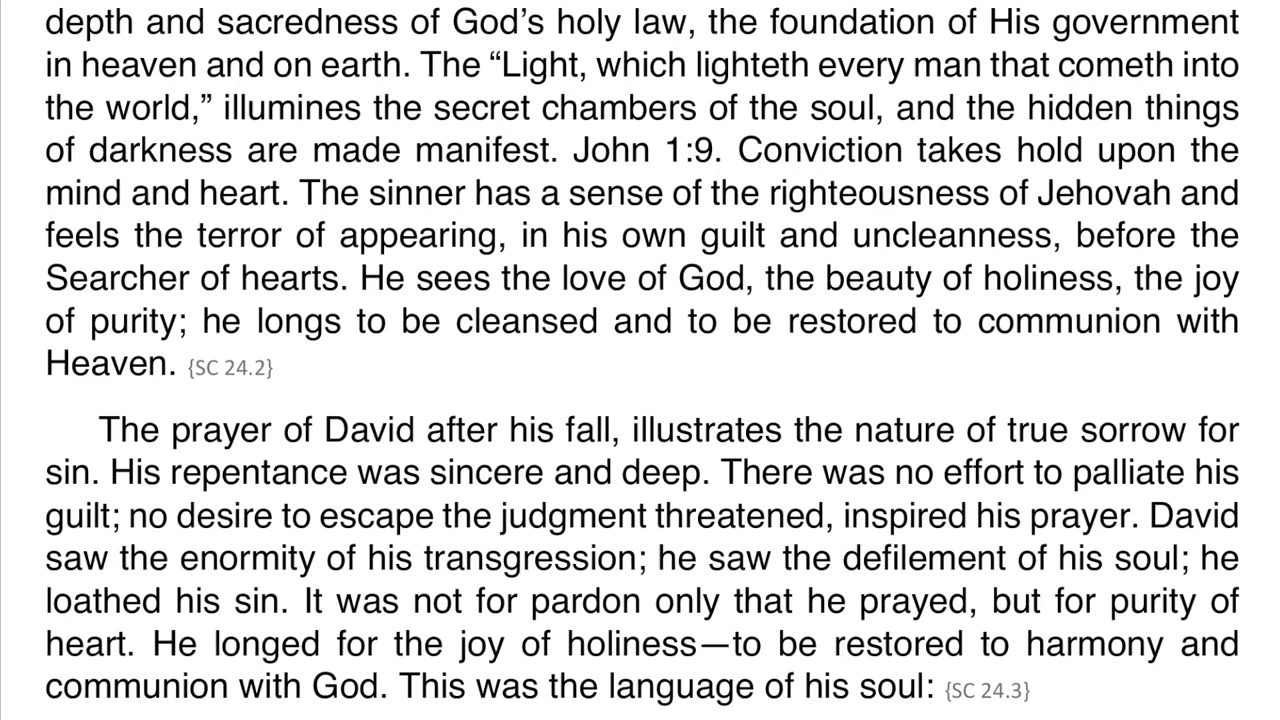 depth and sacredness of God’s holy law, the foundation of His government
in heaven and on earth. The “Light, which lighteth every man that cometh into
the world,” illumines the secret chambers of the soul, and the hidden things
of darkness are made manifest. John 1:9. Conviction takes hold upon the
mind and heart. The sinner has a sense of the righteousness of Jehovah and
feels the terror of appearing, in his own guilt and uncleanness, before the
Searcher of hearts. He sees the love of God, the beauty of holiness, the joy
of purity; he longs to be cleansed and to be restored to communion with
Heaven. {SC 24.2}
The prayer of David after his fall, illustrates the nature of true sorrow for
sin. His repentance was sincere and deep. There was no effort to palliate his
guilt; no desire to escape the judgment threatened, inspired his prayer. David
saw the enormity of his transgression; he saw the defilement of his soul; he
loathed his sin. It was not for pardon only that he prayed, but for purity of
heart. He longed for the joy of holiness—to be restored to harmony and
communion with God. This was the language of his soul: {SC 24.3}